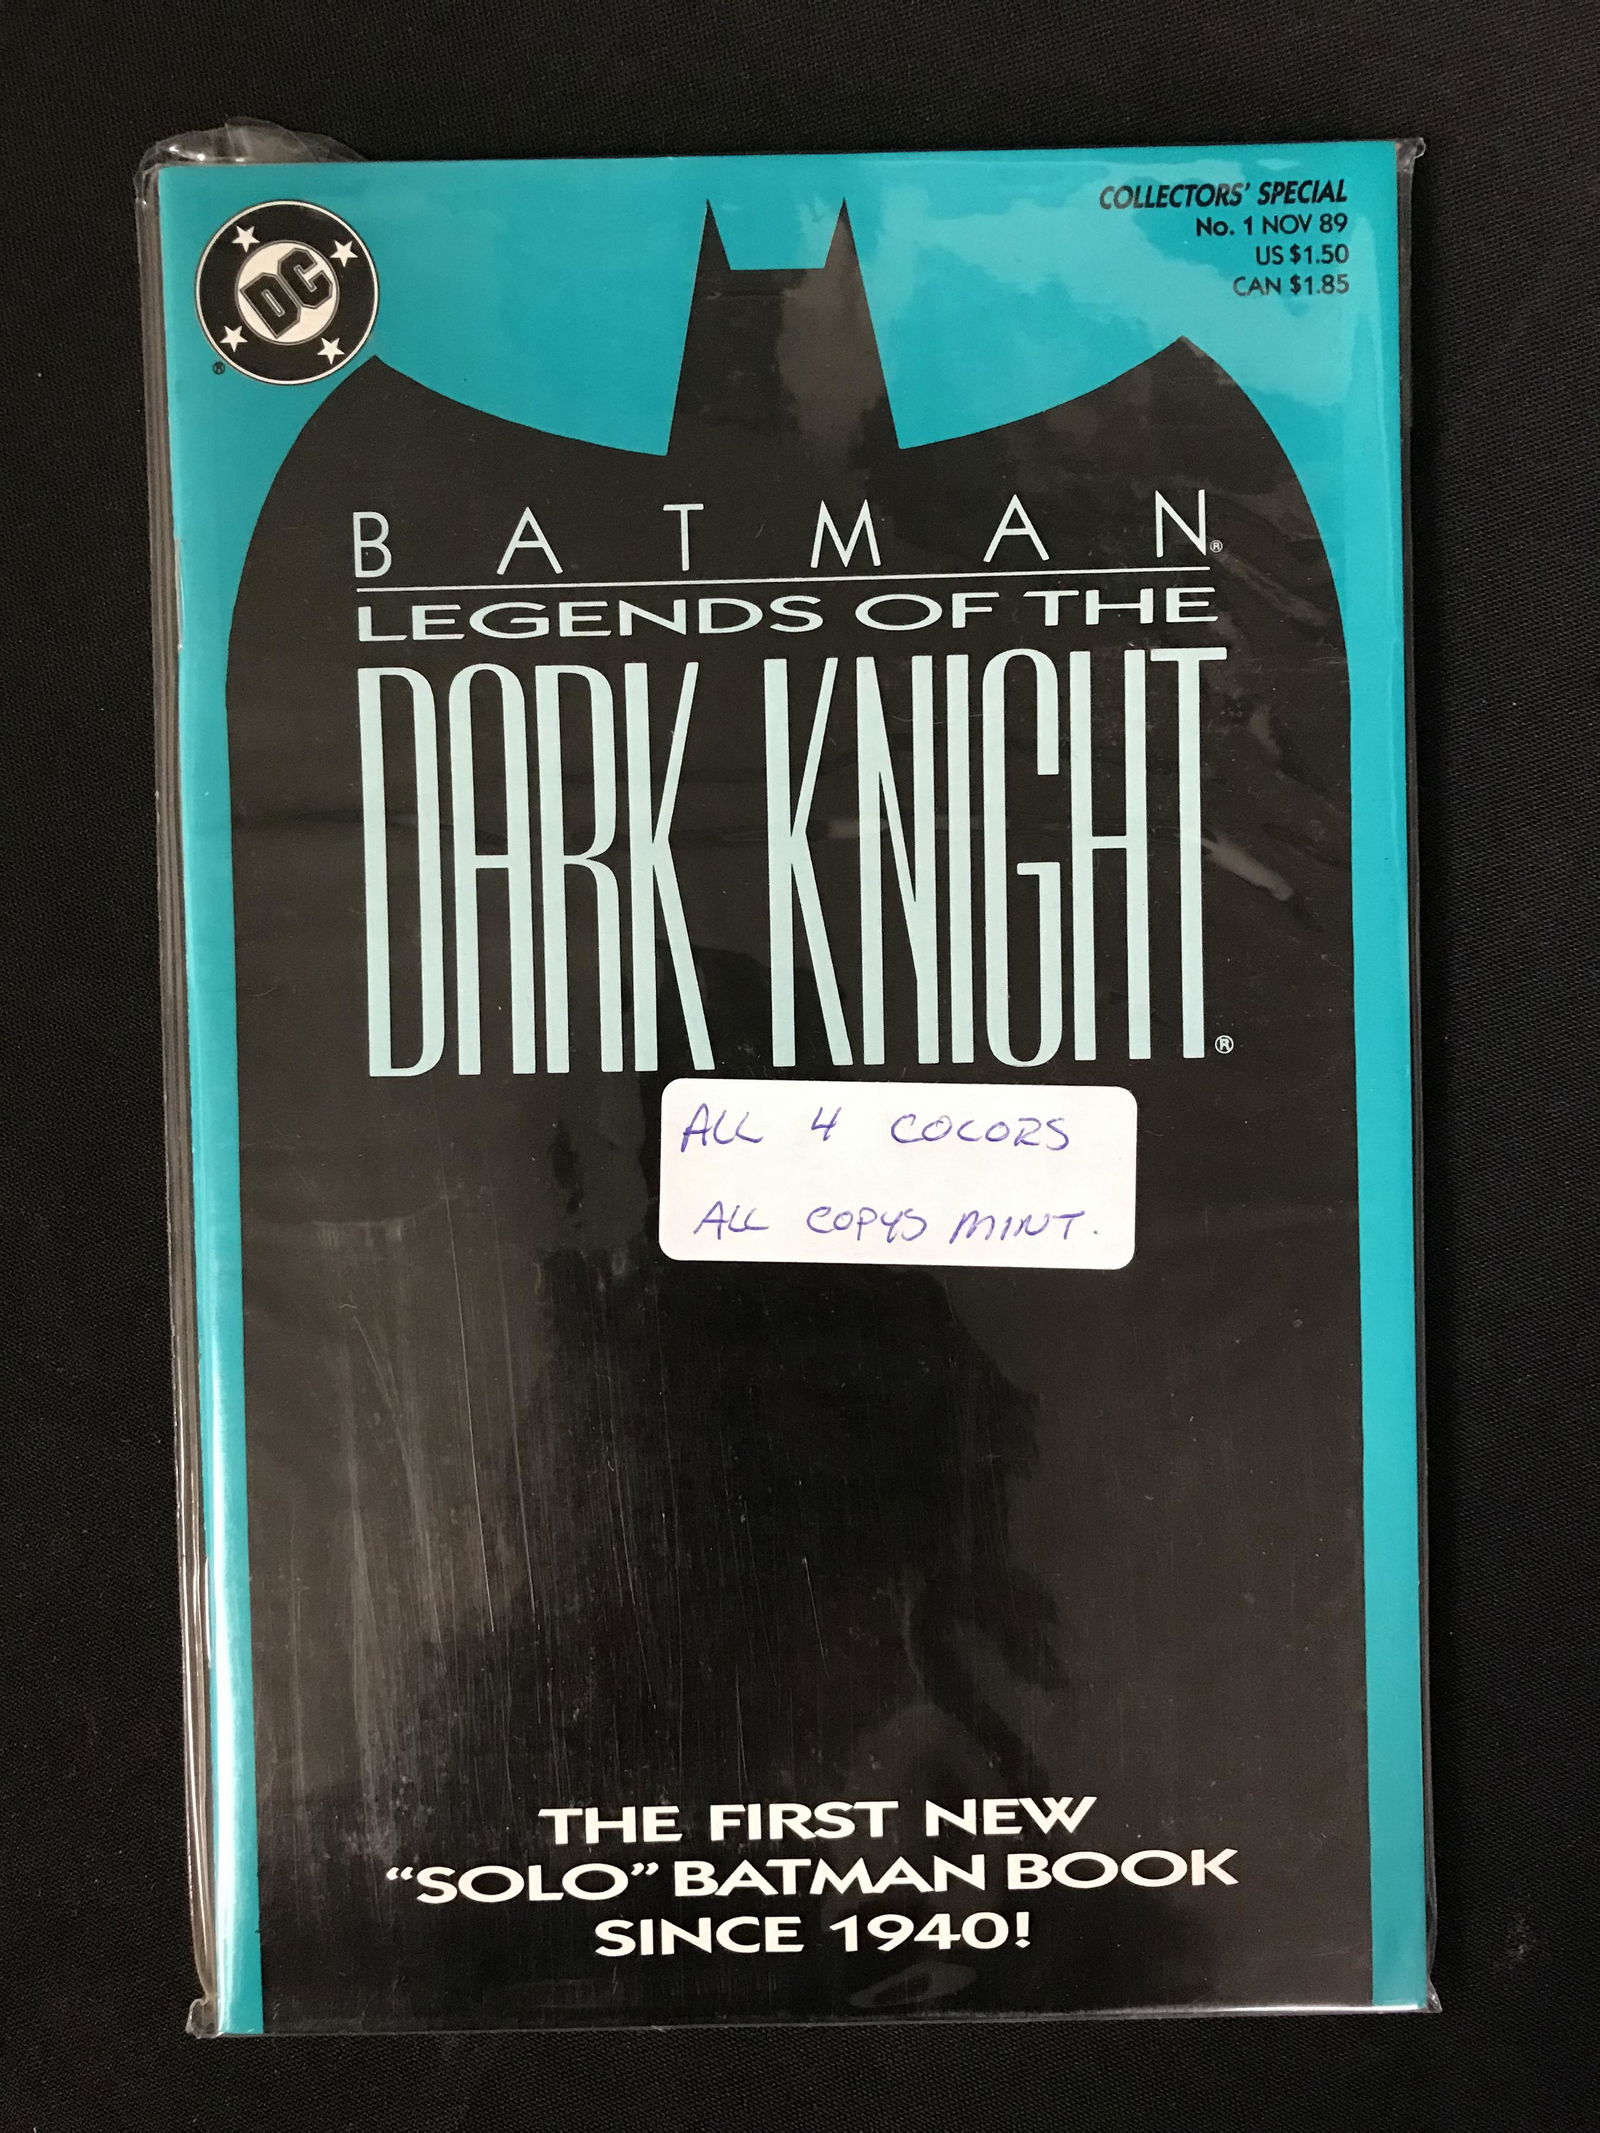 DC
®
COLLECTORS' SPECIAL
No. 1 NOV 89
US $1.50
CAN $1.85
BATMAN®
LEGENDS OF THE
DARK KNIGHT®
ALL 4 COLORS
ALL COPYS MINT.
THE FIRST NEW
“SOLO” BATMAN BOOK
SINCE 1940!